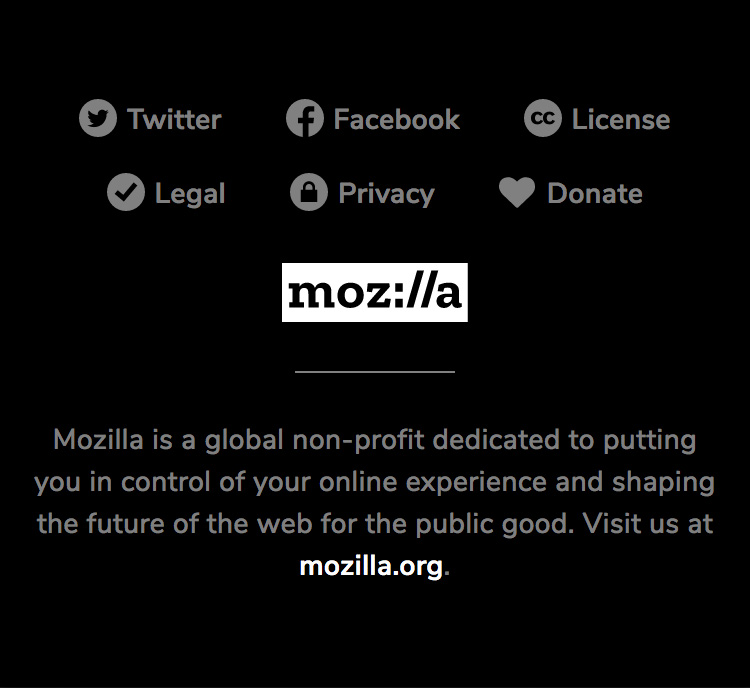 Twitter Facebook License
Legal Privacy Donate
moz://a
Mozilla is a global non-profit dedicated to putting
you in control of your online experience and shaping
the future of the web for the public good. Visit us at
mozilla.org.